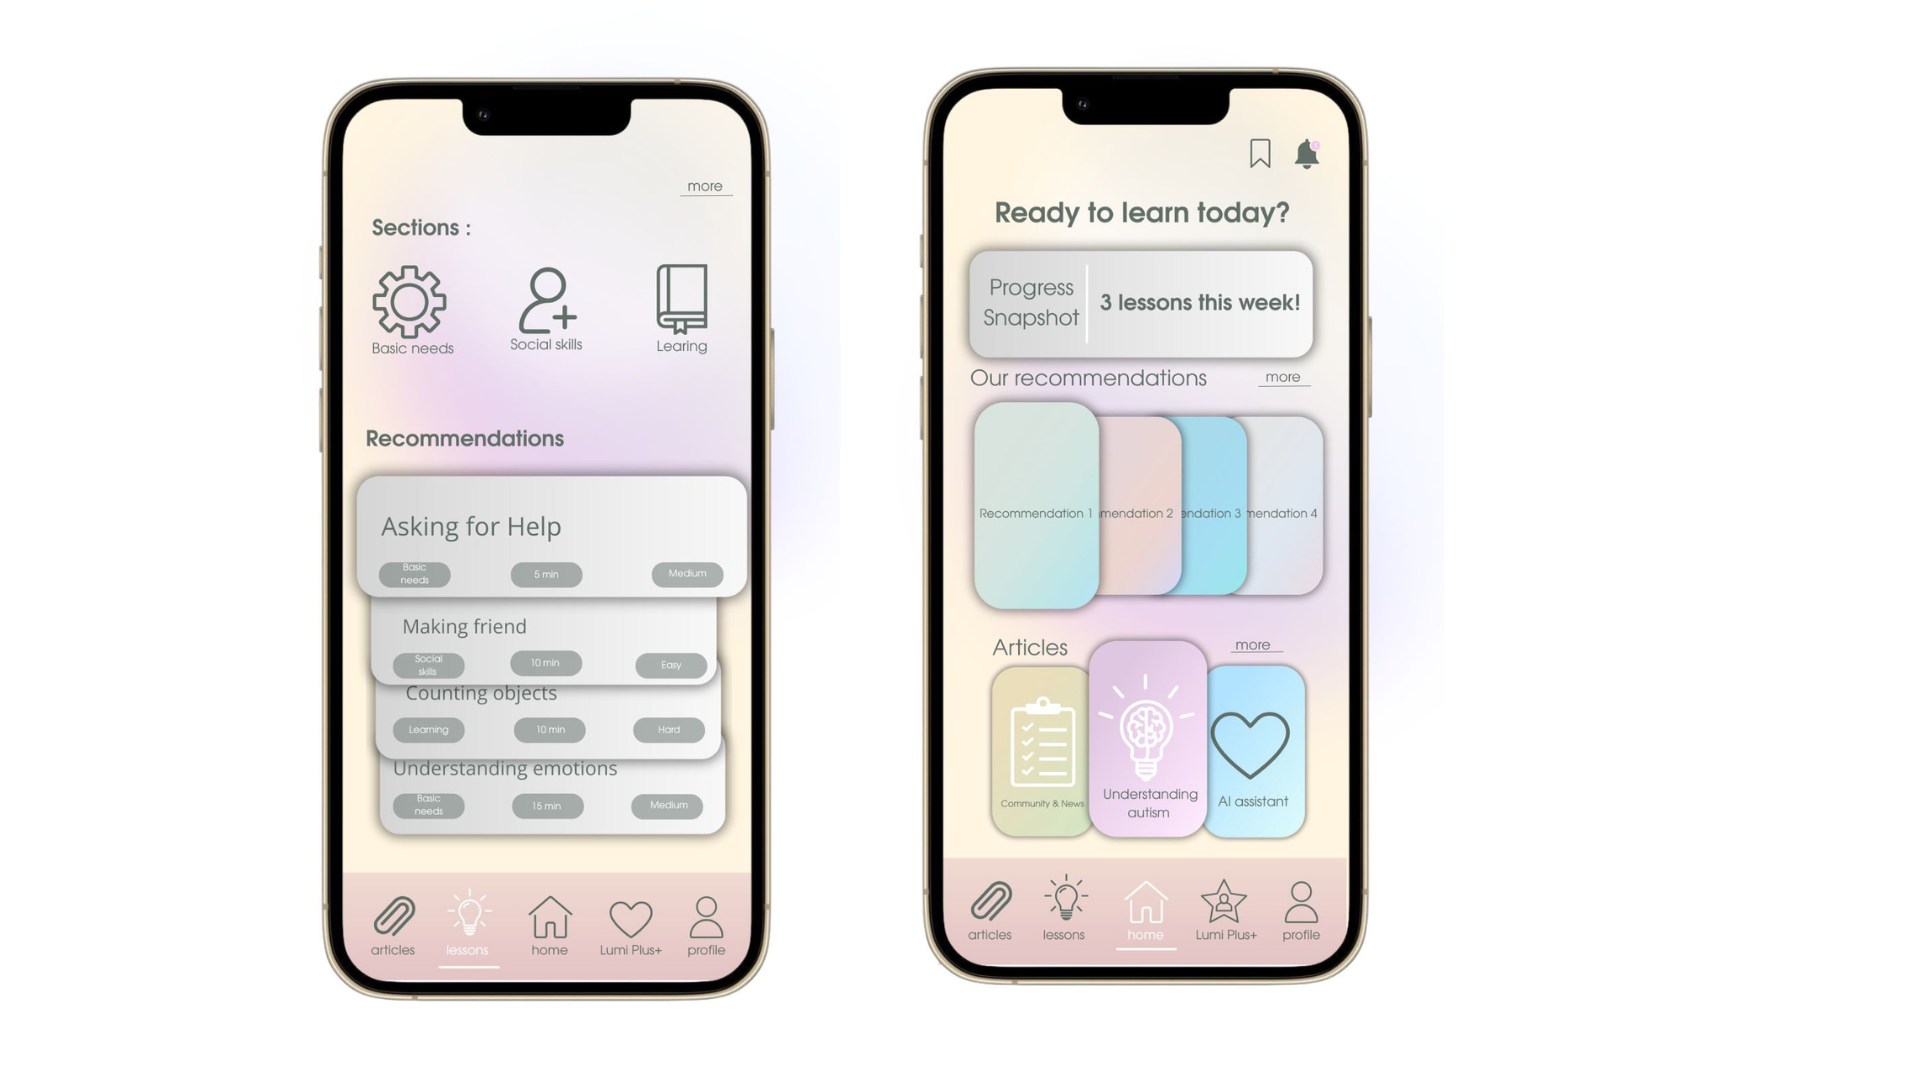 more
Sections :
Basic needs
Social skills
Learing
Recommendations
Asking for Help
Basic
needs
5 min
Medium
Making friend
Social
skills
10 min
Easy
Counting objects
Learning
10 min
Hard
Understanding emotions
Basic
needs
15 min
Medium
articles
lessons
home
Lumi Plus+
profile
Ready to learn today?
Progress
Snapshot
3 lessons this week!
Our recommendations
more
Recommendation 1
mendation 2
endation 3
mendation 4
Articles
more
Community & News
Understanding
autism
AI assistant
articles
lessons
home
Lumi Plus+
profile